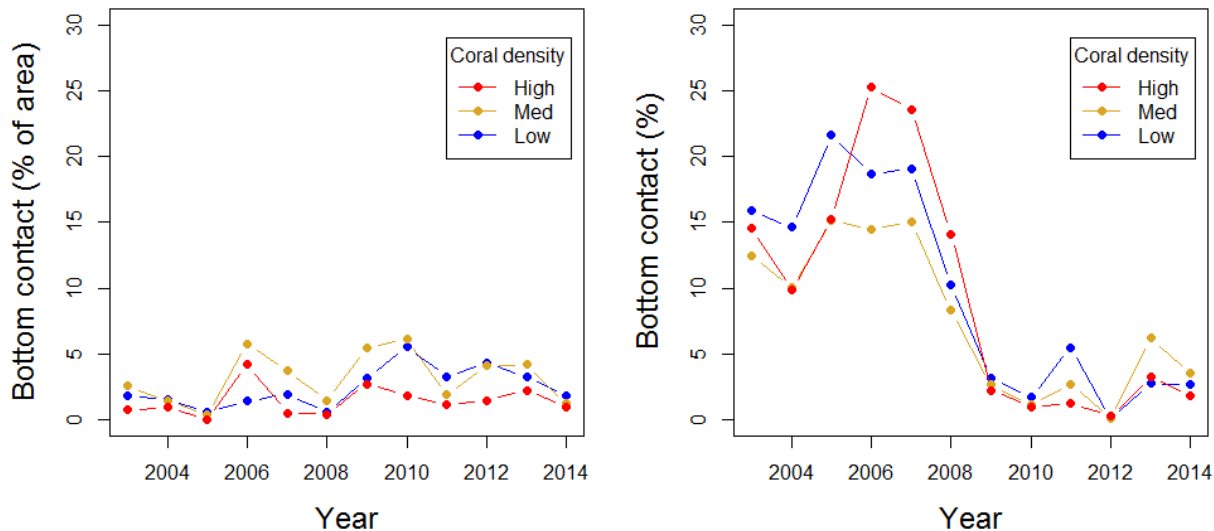 Bottom contact (% of area)
30
25
20
15
10
5
0
Coral density
High
Med
Low
2004 2006 2008 2010 2012 2014
Year
Bottom contact (%)
30
25
20
15
10
5
0
Coral density
High
Med
Low
2004 2006 2008 2010 2012 2014
Year